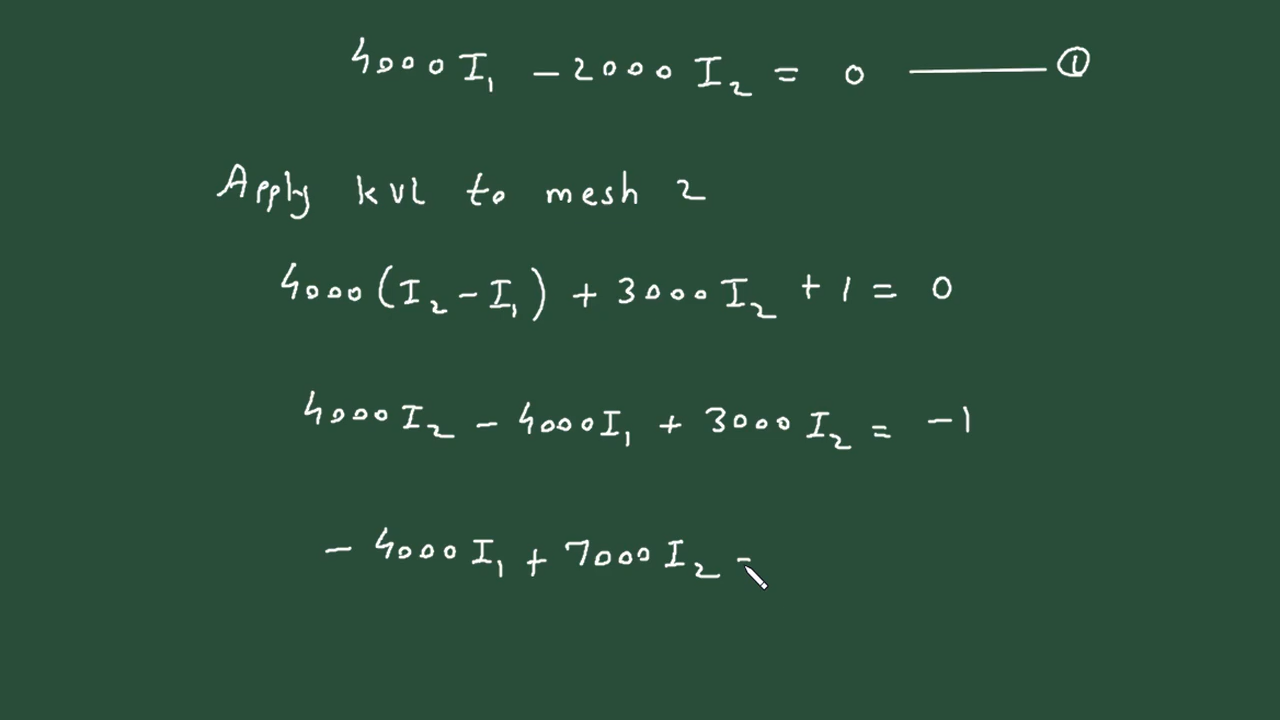 4000 I₁ – 2000 I₂ = 0 ——— ①
Apply kvl to mesh 2
4000 (I₂ – I₁) + 3000 I₂ + 1 = 0
4000 I₂ – 4000 I₁ + 3000 I₂ = –1
– 4000 I₁ + 7000 I₂ =